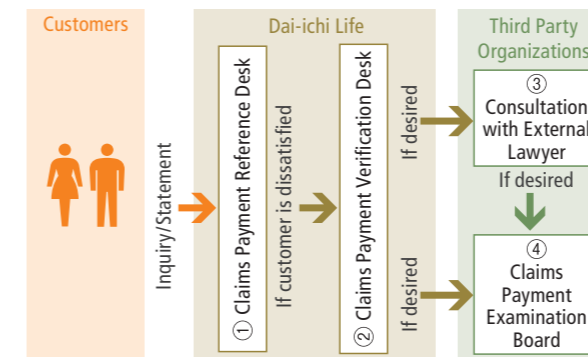 Customers
Inquiry/Statement
Dai-ichi Life
① Claims Payment Reference Desk
If customer is dissatisfied
② Claims Payment Verification Desk
If desired
If desired
Third Party
Organizations
③
Consultation
with External
Lawyer
If desired
④
Claims
Payment
Examination
Board